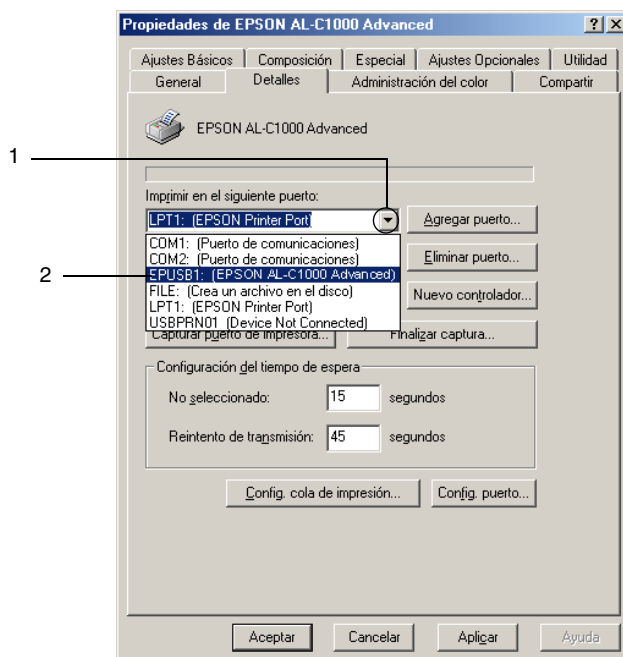 Propiedades de EPSON AL-C1000 Advanced
Ajustes Básicos Composición Especial Ajustes Opcionales Utilidad
General Detalles Administración del color Compartir
EPSON AL-C1000 Advanced
1
Imprimir en el siguiente puerto:
LPT1: (EPSON Printer Port) Agregar puerto...
COM1: (Puerto de comunicaciones)
COM2: (Puerto de comunicaciones) Eliminar puerto...
2 EPUSB1: (EPSON AL-C1000 Advanced)
FILE: (Crea un archivo en el disco) Nuevo controlador...
LPT1: (EPSON Printer Port)
USBPRN01 (Device Not Connected)
Capturar puerto de impresora... Finalizar captura...
Configuración del tiempo de espera
No seleccionado: 15 segundos
Reintento de transmisión: 45 segundos
Config. cola de impresión... Config. puerto...
Aceptar Cancelar Aplicar Ayuda